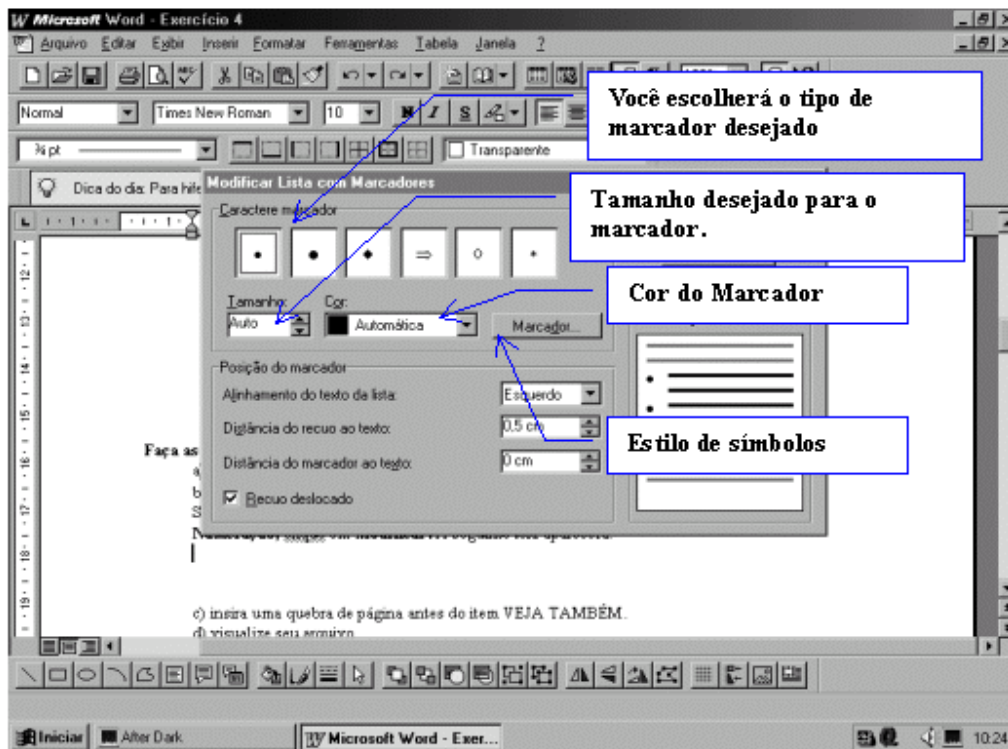 Microsoft Word - Exercício 4
Arquivo Editar Exibir Inserir Formatar Ferramentas Tabela Janela ?
Normal Times New Roman 10 N I S
Você escolherá o tipo de
marcador desejado
¾ pt Transparente
Dica do dia: Para hife
Modificar Lista com Marcadores
Caractere marcador
Tamanho desejado para o
marcador.
Tamanho: Cor:
Cor do Marcador
Auto Automática Marcador...
Posição do marcador
Alinhamento do texto da lista: Esquerdo
Distância do recuo ao texto: 0,5 cm
Estilo de símbolos
Faça as
Distância do marcador ao texto: 0 cm
a
b
Recuo deslocado
S
c) insira uma quebra de página antes do item VEJA TAMBÉM.
d) visualize seu arquivo
Iniciar After Dark Microsoft Word - Exer... 10:24